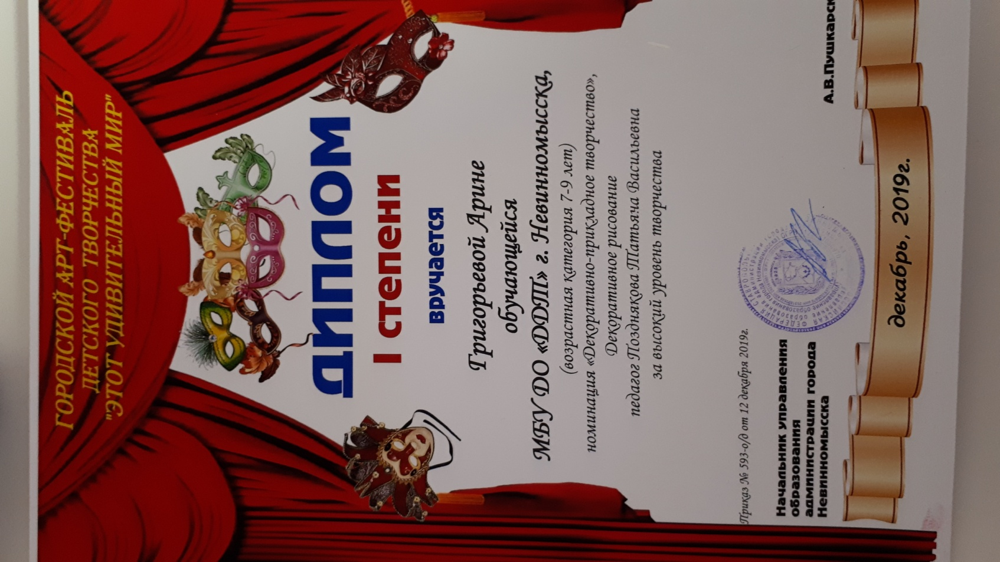 ГОРОДСКОЙ АРТ-ФЕСТИВАЛЬ
ДЕТСКОГО ТВОРЧЕСТВА
"ЭТОТ УДИВИТЕЛЬНЫЙ МИР"
ДИПЛОМ
I степени
вручается
Григорьевой Арине
обучающейся
МБУ ДО «ДДТ» г. Невинномысска,
(возрастная категория 7-9 лет)
номинация «Декоративно-прикладное творчество»,
Декоративное рисование
педагог Позднякова Татьяна Васильевна
за высокий уровень творчества
Приказ № 593-о/д от 12 декабря 2019г.
Начальник управления
образования
администрации города
Невинномысска
А.В.Пушкарск
декабрь, 2019г.